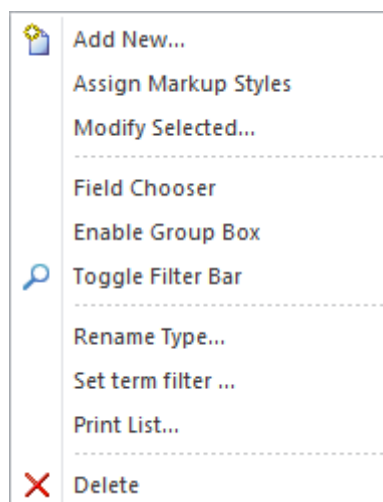 Add New...
Assign Markup Styles
Modify Selected...
Field Chooser
Enable Group Box
Toggle Filter Bar
Rename Type...
Set term filter ...
Print List...
Delete